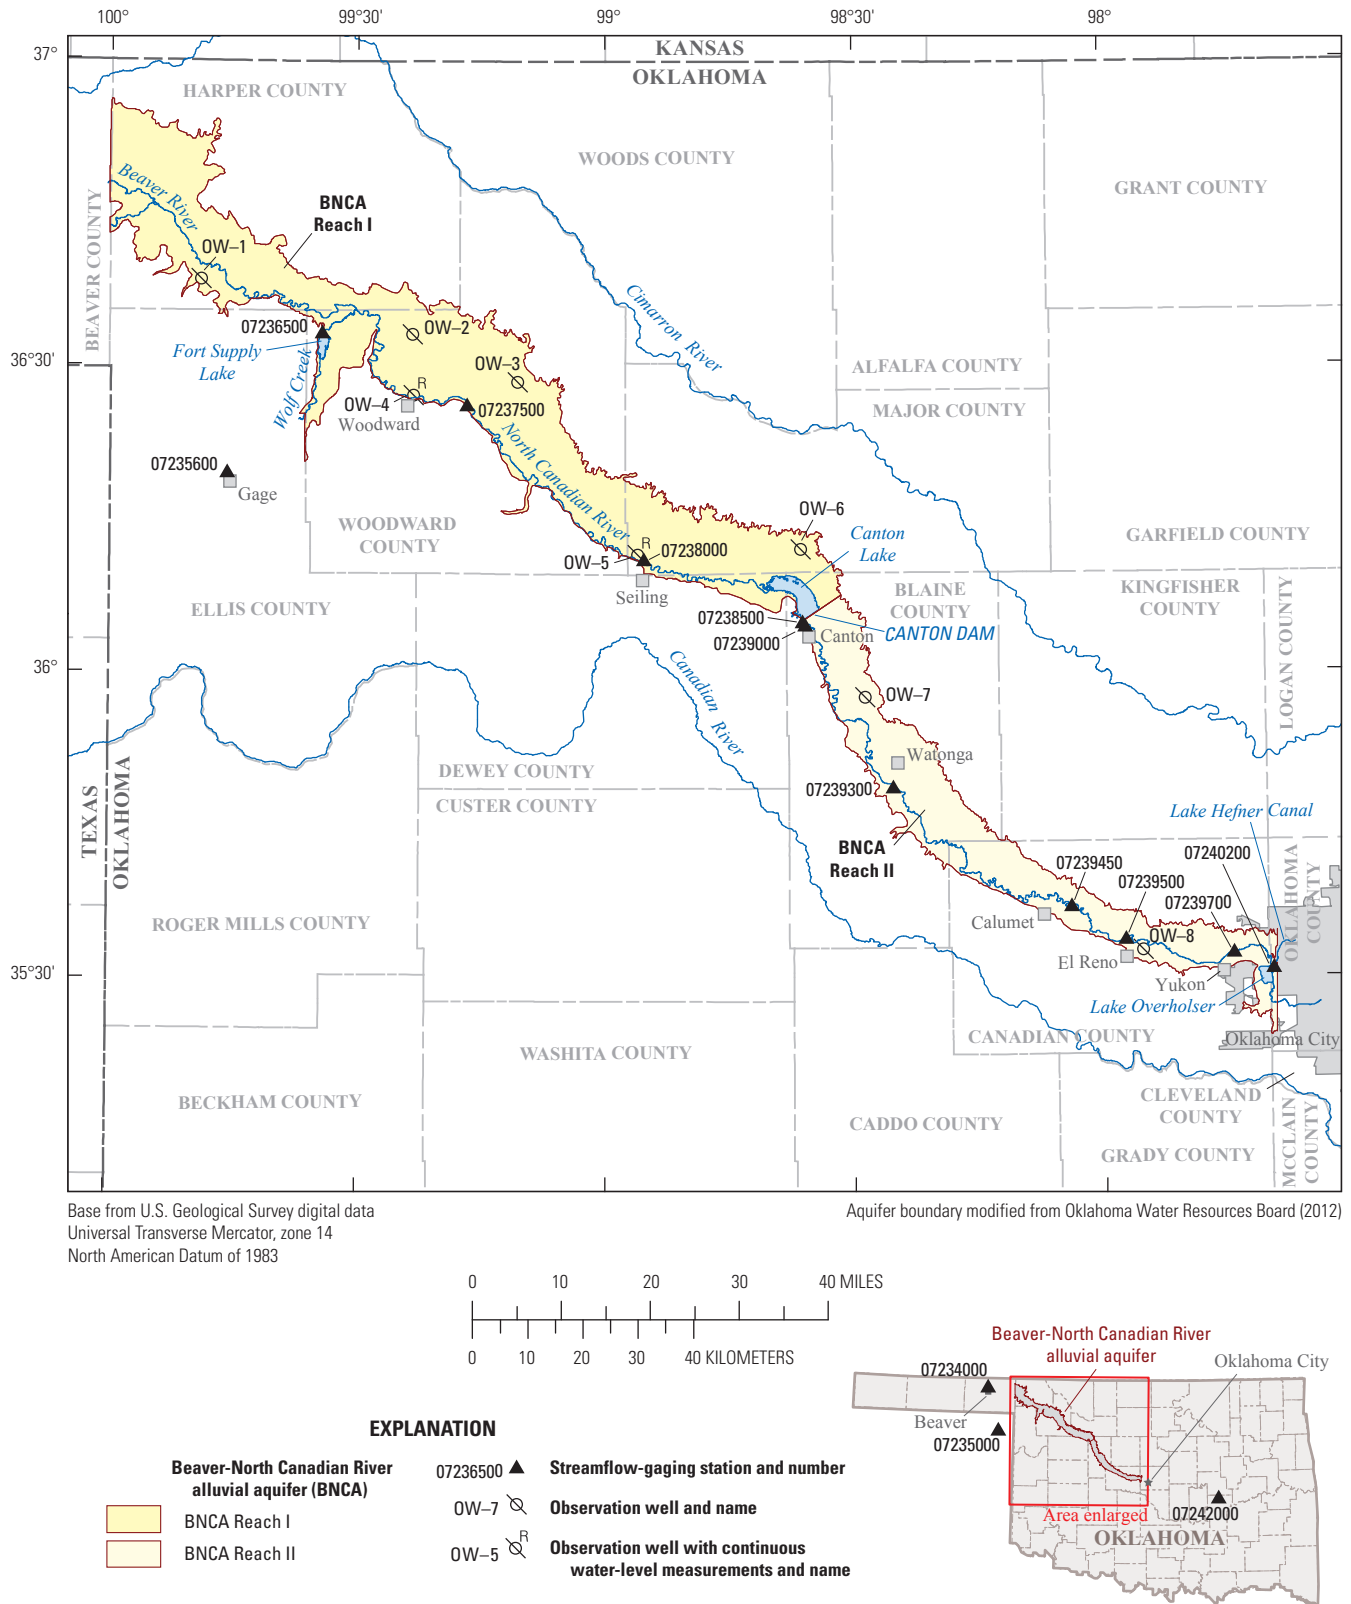 100°
99°30'
99°
98°30'
98°
37°
36°30'
36°
35°30'
KANSAS
OKLAHOMA
HARPER COUNTY
WOODS COUNTY
GRANT COUNTY
BEAVER COUNTY
Beaver River
BNCA
Reach I
OW–1
Cimarron River
07236500
OW–2
Fort Supply
Lake
Wolf Creek
OW–3
ALFALFA COUNTY
R
OW–4
07237500
MAJOR COUNTY
Woodward
North Canadian River
07235600
Gage
WOODWARD
COUNTY
OW–6
Canton
Lake
GARFIELD COUNTY
R
07238000
OW–5
Seiling
ELLIS COUNTY
BLAINE
COUNTY
KINGFISHER
COUNTY
LOGAN COUNTY
07238500
07239000
Canton
CANTON DAM
Canadian River
OW–7
Watonga
DEWEY COUNTY
07239300
CUSTER COUNTY
TEXAS
OKLAHOMA
Lake Hefner Canal
BNCA
Reach II
07239450
07240200
07239500
07239700
OKLAHOMA
COUNTY
ROGER MILLS COUNTY
Calumet
OW–8
El Reno
Yukon
Lake Overholser
CANADIAN COUNTY
Oklahoma City
WASHITA COUNTY
BECKHAM COUNTY
CADDO COUNTY
CLEVELAND
COUNTY
GRADY COUNTY
McCLAIN
COUNTY
Base from U.S. Geological Survey digital data
Universal Transverse Mercator, zone 14
North American Datum of 1983
Aquifer boundary modified from Oklahoma Water Resources Board (2012)
0 10 20 30 40 MILES
0 10 20 30 40 KILOMETERS
EXPLANATION
Beaver-North Canadian River
alluvial aquifer (BNCA)
BNCA Reach I
BNCA Reach II
07236500 Streamflow-gaging station and number
OW–7 Observation well and name
R
OW–5 Observation well with continuous
water-level measurements and name
Beaver-North Canadian River
alluvial aquifer
Oklahoma City
07234000
Beaver
07235000
Area enlarged
07242000
OKLAHOMA